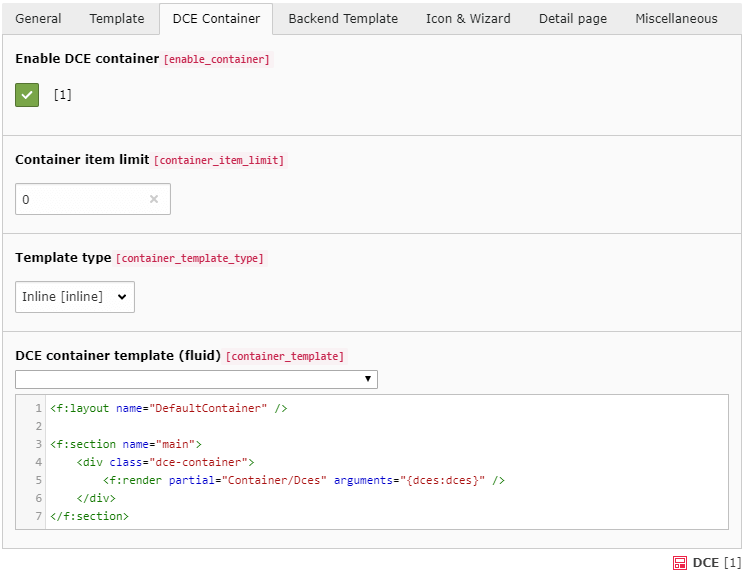 General Template DCE Container Backend Template Icon & Wizard Detail page Miscellaneous
Enable DCE container [enable_container]
[1]
Container item limit [container_item_limit]
0
Template type [container_template_type]
Inline [inline]
DCE container template (fluid) [container_template]
1 <f:layout name="DefaultContainer" />
2
3 <f:section name="main">
4 <div class="dce-container">
5 <f:render partial="Container/Dces" arguments="{dces:dces}" />
6 </div>
7 </f:section>
DCE [1]